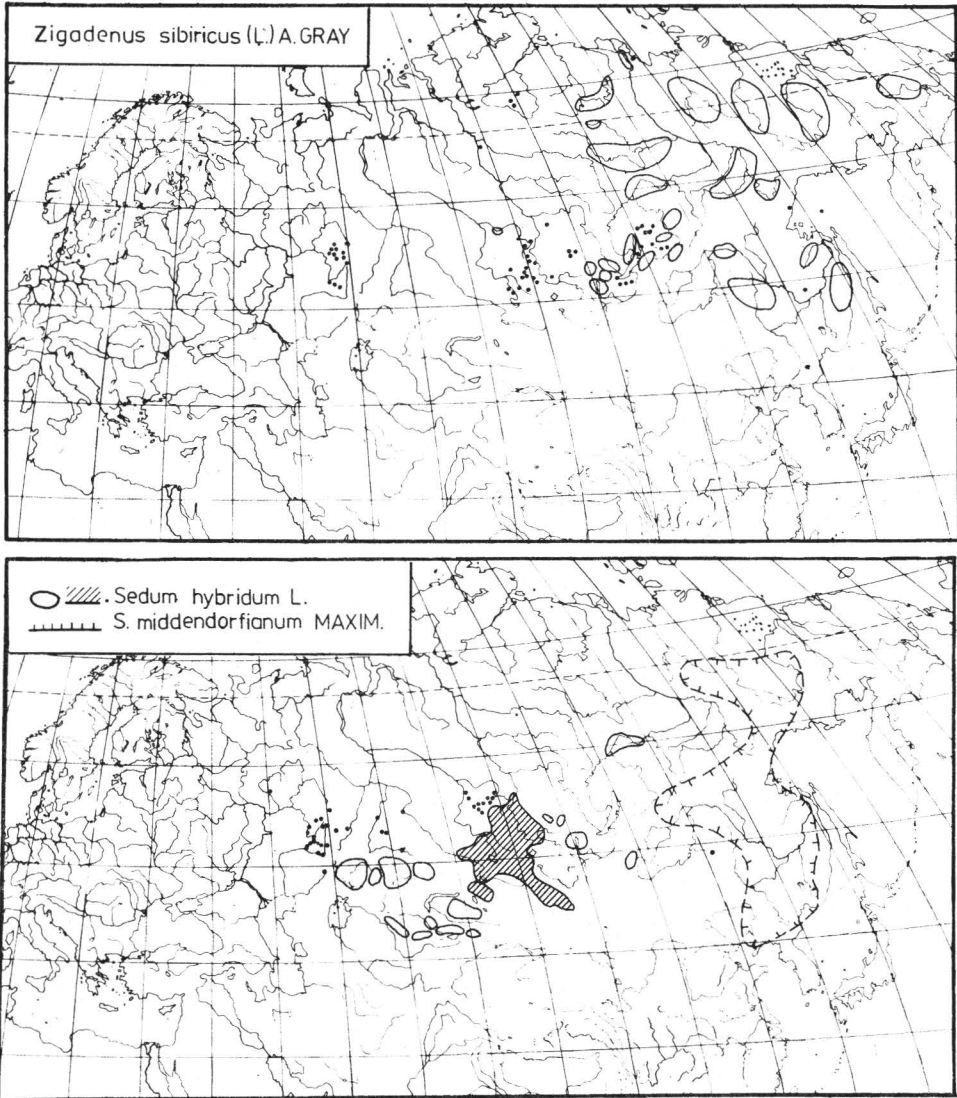 Zigadenus sibiricus (L.) A. GRAY
. Sedum hybridum L.
S. middendorfianum MAXIM.